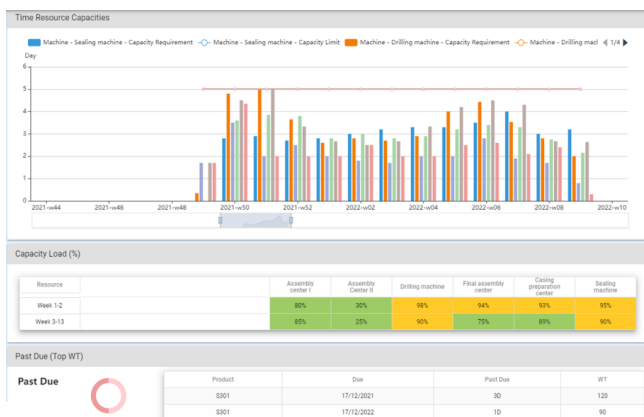 Time Resource Capacities
Machine - Sealing machine - Capacity Requirement Machine - Sealing machine - Capacity Limit Machine - Drilling machine - Capacity Requirement Machine - Drilling macl 1/4
Day
6
5
4
3
2
1
0
2021-w44 2021-w46 2021-w48 2021-w50 2021-w52 2022-w02 2022-w04 2022-w06 2022-w08 2022-w10
Capacity Load (%)
Resource Assembly center I Assembly Center II Drilling machine Final assembly center Casing preparation center Sealing machine
Week 1-2 80% 30% 98% 94% 93% 95%
Week 3-13 85% 25% 90% 75% 89% 90%
Past Due (Top WT)
Past Due
Product Due Past Due WT
S301 17/12/2021 3D 120
S301 17/12/2022 1D 90